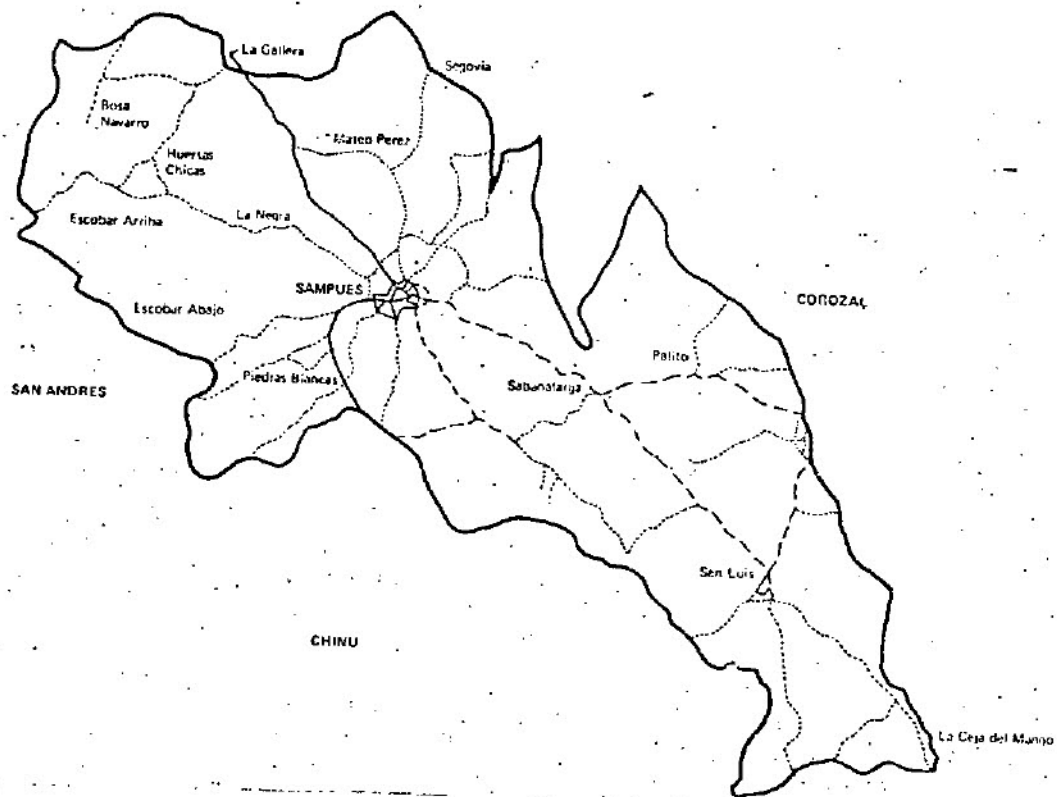 La Gallera
Segovia
Bosa
Navarro
Mateo Perez
Huertas
Chicas
Escobar Arriba
La Negra
SAMPUES
Escobar Abajo
COROZAL
Palito
SAN ANDRES
Piedras Blancas
Sabanalarga
San Luis
CHINU
La Ceja del Mango